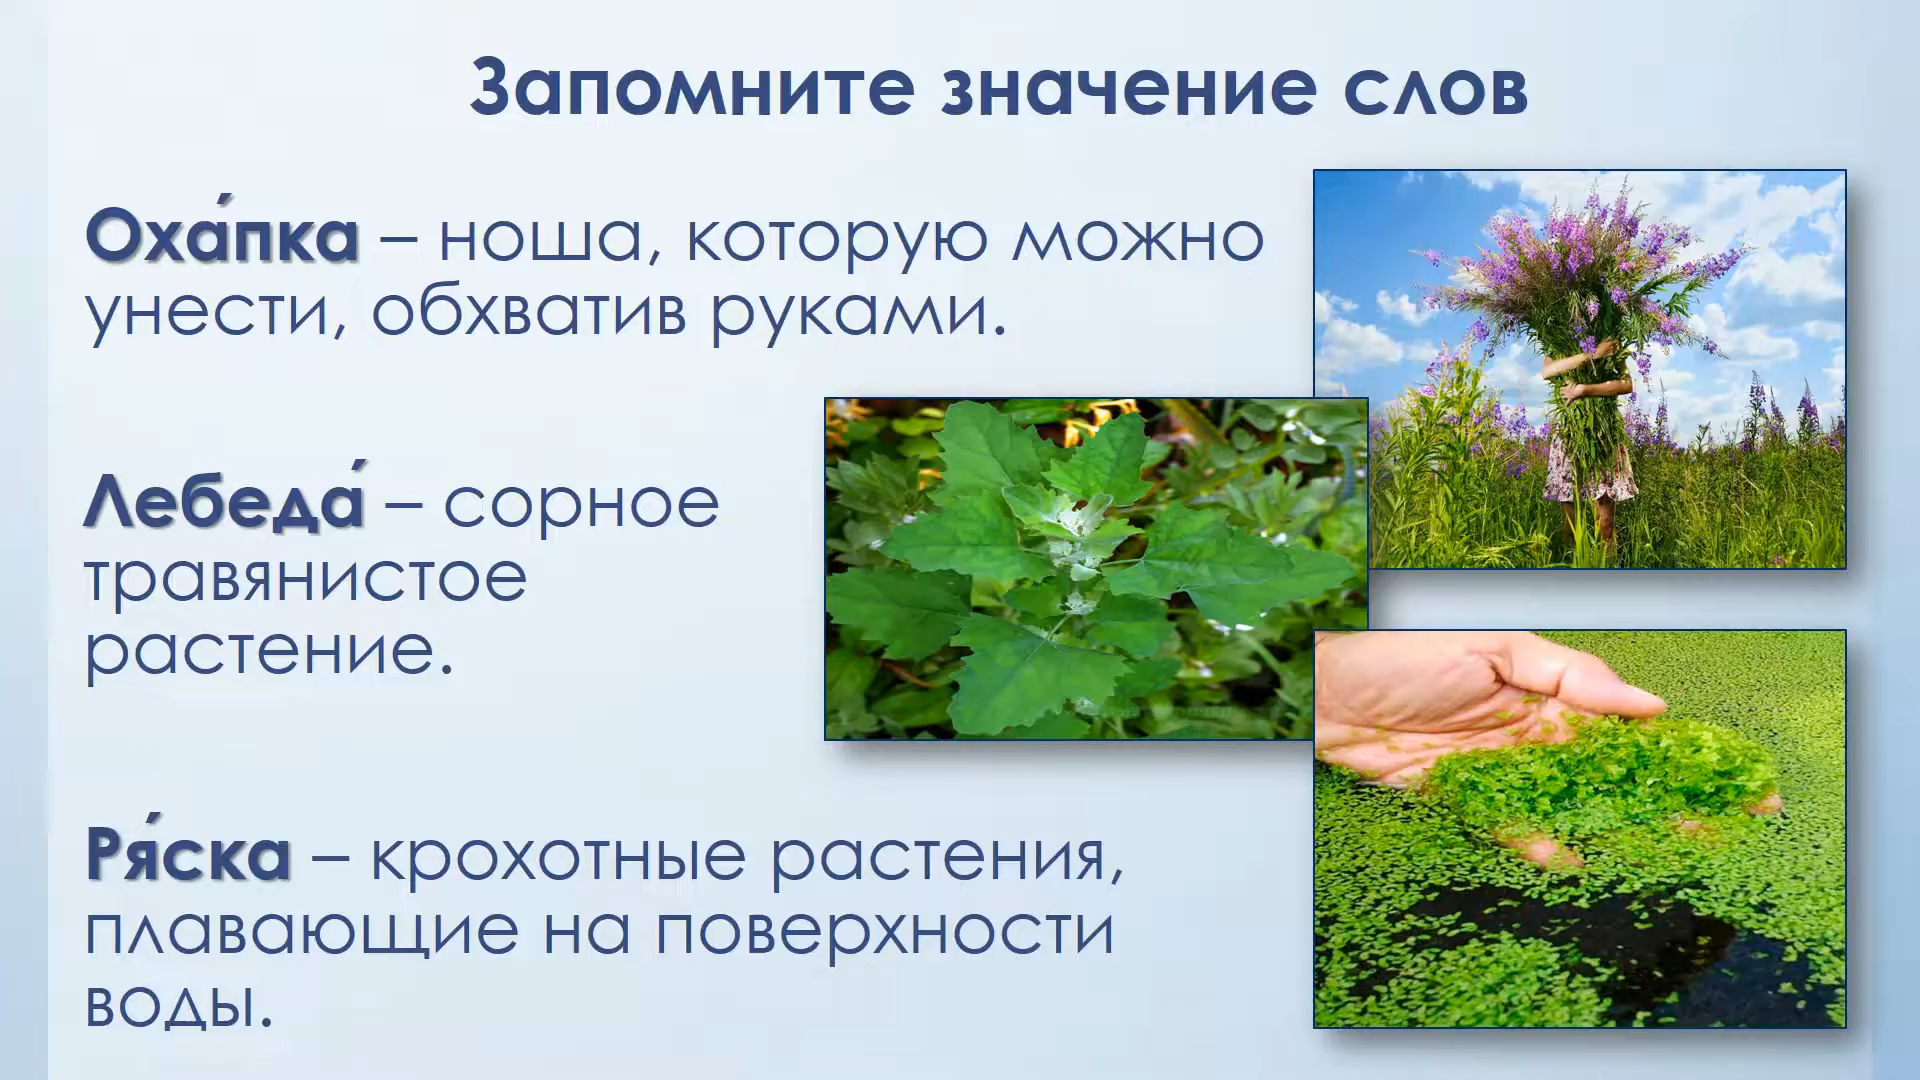 Запомните значение слов
Оха́пка – ноша, которую можно
унести, обхватив руками.
Лебеда́ – сорное
травянистое
растение.
Ря́ска – крохотные растения,
плавающие на поверхности
воды.